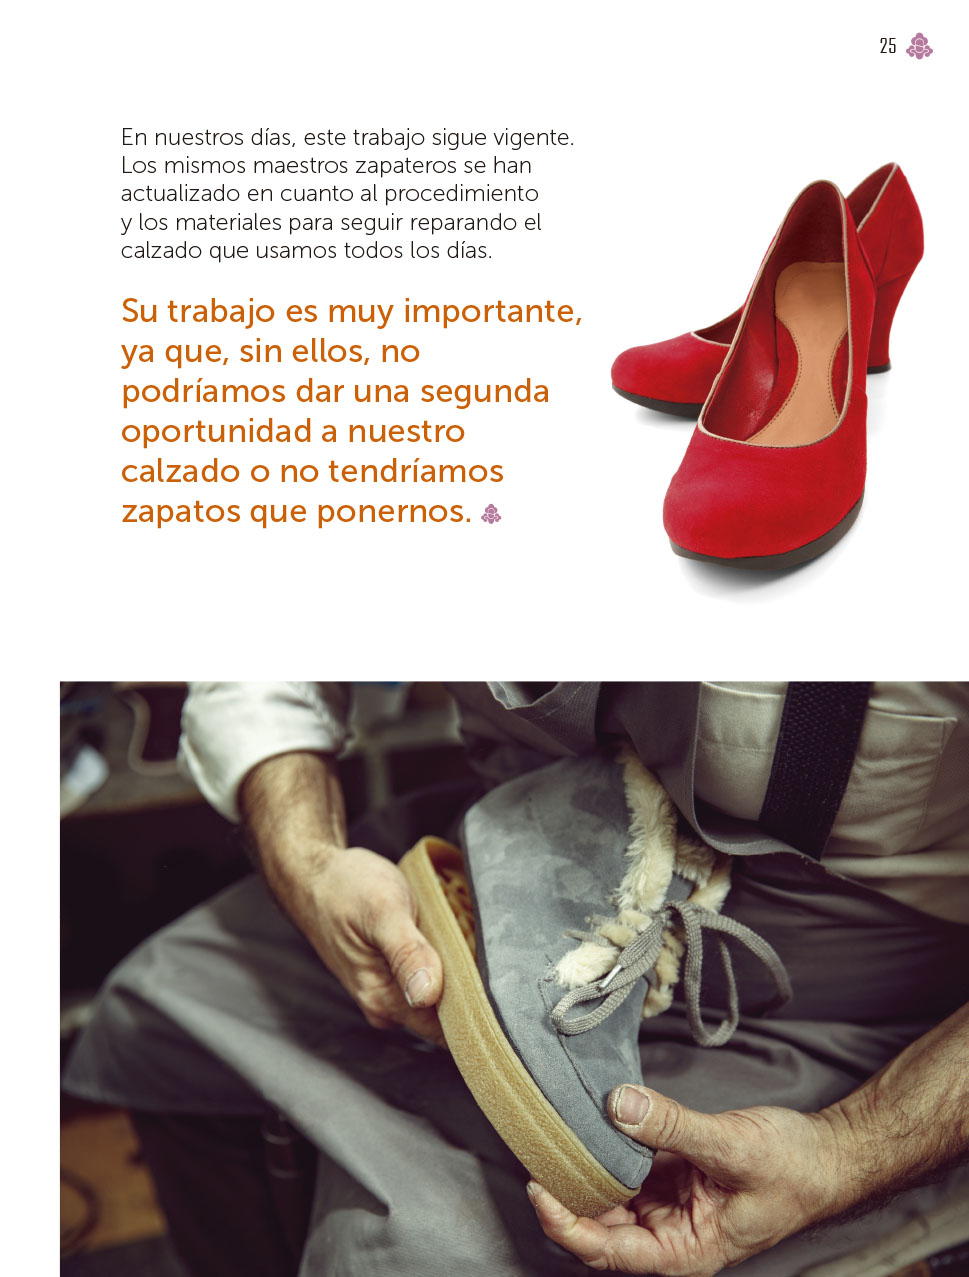 25
En nuestros días, este trabajo sigue vigente.
Los mismos maestros zapateros se han
actualizado en cuanto al procedimiento
y los materiales para seguir reparando el
calzado que usamos todos los días.
Su trabajo es muy importante,
ya que, sin ellos, no
podríamos dar una segunda
oportunidad a nuestro
calzado o no tendríamos
zapatos que ponernos.